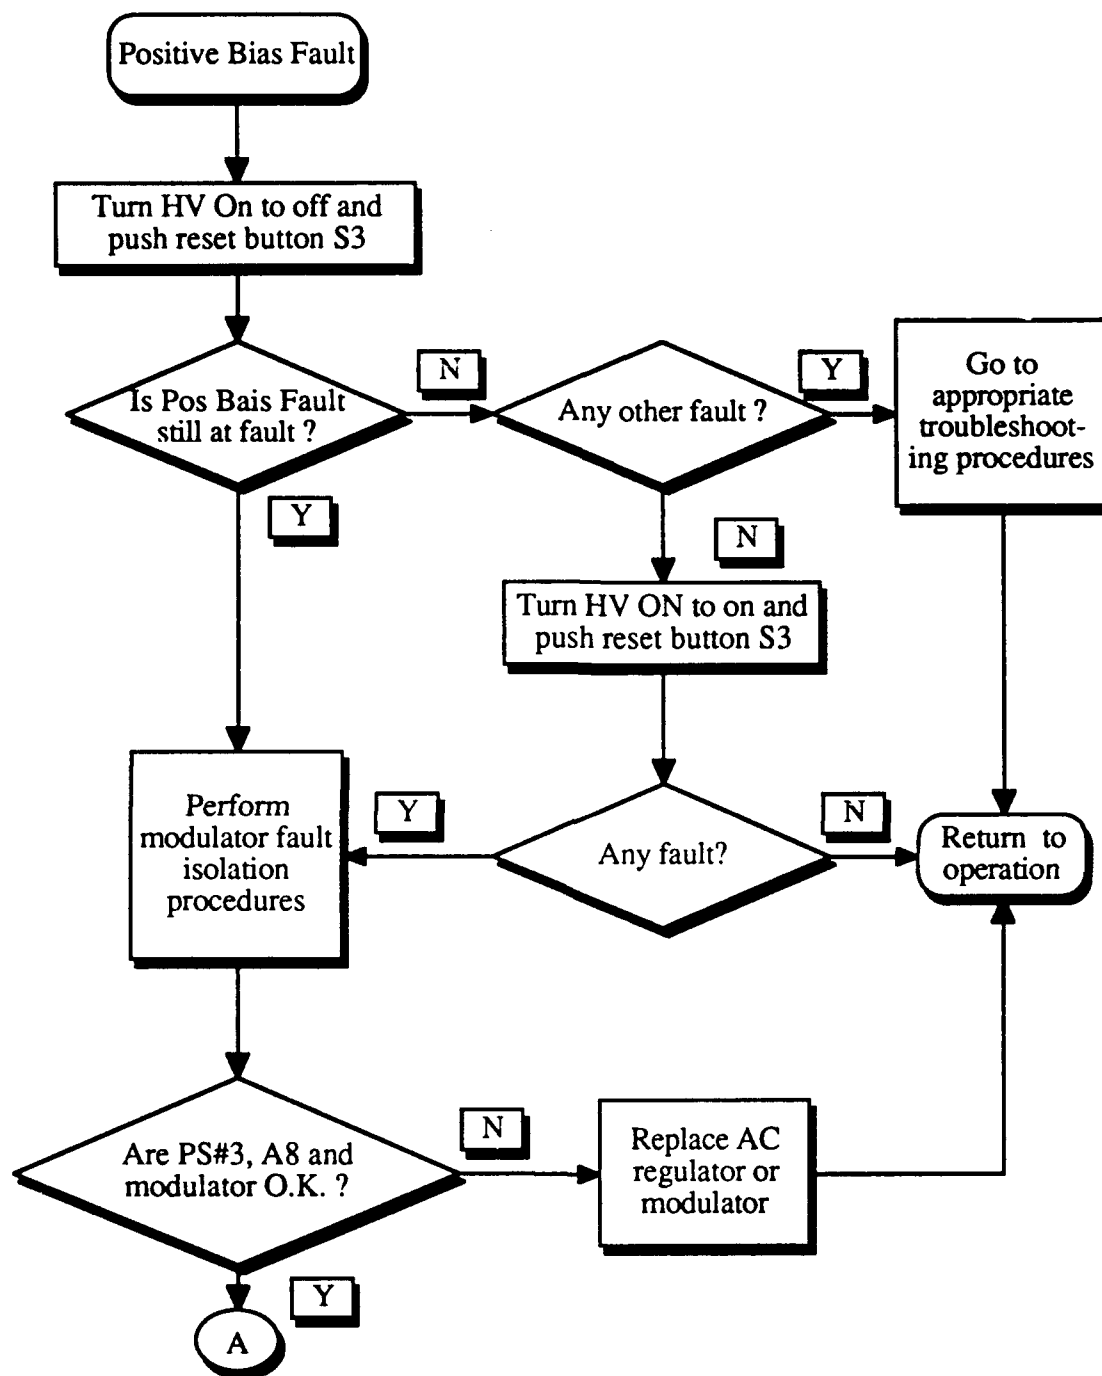 Positive Bias Fault
Turn HV On to off and
push reset button S3
Is Pos Bais Fault
still at fault ?
N
Any other fault ?
Y
Go to
appropriate
troubleshoot-
ing procedures
Y
N
Turn HV ON to on and
push reset button S3
Perform
modulator fault
isolation
procedures
Y
Any fault?
N
Return to
operation
Are PS#3, A8 and
modulator O.K. ?
N
Replace AC
regulator or
modulator
Y
A